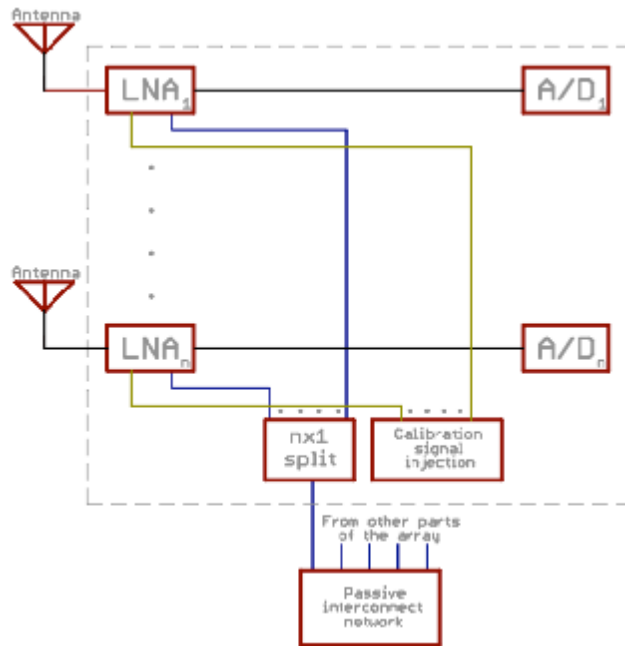 Antenna
LNA1
A/D1
Antenna
LNAn
A/Dn
nx1
split
Calibration
signal
injection
From other parts
of the array
Passive
interconnect
network